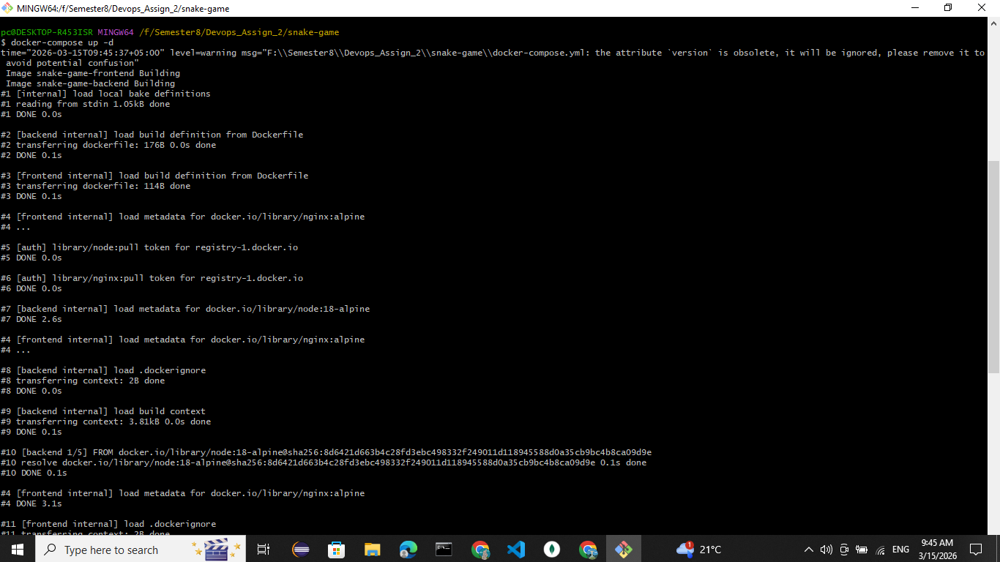 MINGW64:/f/Semester8/Devops_Assign_2/snake-game
pc@DESKTOP-R453ISR MINGW64 /f/Semester8/Devops_Assign_2/snake-game
$ docker-compose up -d
time="2026-03-15T09:45:37+05:00" level=warning msg="F:\\Semester8\\Devops_Assign_2\\snake-game\\docker-compose.yml: the attribute `version` is obsolete, it will be ignored, please remove it to
avoid potential confusion"
Image snake-game-frontend Building
Image snake-game-backend Building
#1 [internal] load local bake definitions
#1 reading from stdin 1.05kB done
#1 DONE 0.0s
#2 [backend internal] load build definition from Dockerfile
#2 transferring dockerfile: 176B 0.0s done
#2 DONE 0.1s
#3 [frontend internal] load build definition from Dockerfile
#3 transferring dockerfile: 114B done
#3 DONE 0.1s
#4 [frontend internal] load metadata for docker.io/library/nginx:alpine
#4 ...
#5 [auth] library/node:pull token for registry-1.docker.io
#5 DONE 0.0s
#6 [auth] library/nginx:pull token for registry-1.docker.io
#6 DONE 0.0s
#7 [backend internal] load metadata for docker.io/library/node:18-alpine
#7 DONE 2.6s
#4 [frontend internal] load metadata for docker.io/library/nginx:alpine
#4 ...
#8 [backend internal] load .dockerignore
#8 transferring context: 2B done
#8 DONE 0.0s
#9 [backend internal] load build context
#9 transferring context: 3.81kB 0.0s done
#9 DONE 0.1s
#10 [backend 1/5] FROM docker.io/library/node:18-alpine@sha256:8d6421d663b4c28fd3ebc498332f249011d118945588d0a35cb9bc4b8ca09d9e
#10 resolve docker.io/library/node:18-alpine@sha256:8d6421d663b4c28fd3ebc498332f249011d118945588d0a35cb9bc4b8ca09d9e 0.1s done
#10 DONE 0.1s
#4 [frontend internal] load metadata for docker.io/library/nginx:alpine
#4 DONE 3.1s
#11 [frontend internal] load .dockerignore
#11 transferring context: 2B done
Type here to search
1
21°C
ENG
9:45 AM
3/15/2026